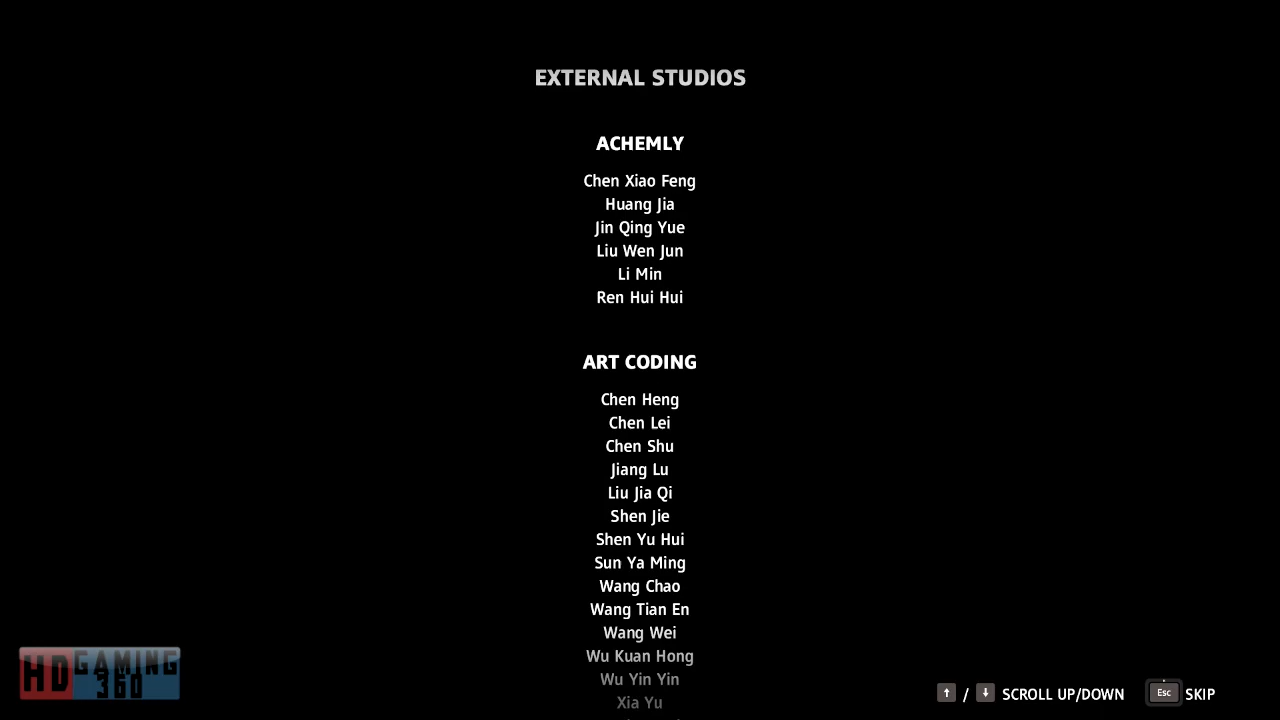 EXTERNAL STUDIOS
ACHEMLY
Chen Xiao Feng
Huang Jia
Jin Qing Yue
Liu Wen Jun
Li Min
Ren Hui Hui
ART CODING
Chen Heng
Chen Lei
Chen Shu
Jiang Lu
Liu Jia Qi
Shen Jie
Shen Yu Hui
Sun Ya Ming
Wang Chao
Wang Tian En
Wang Wei
Wu Kuan Hong
Wu Yin Yin
Xia Yu
HD GAMING
360
/ SCROLL UP/DOWN Esc SKIP